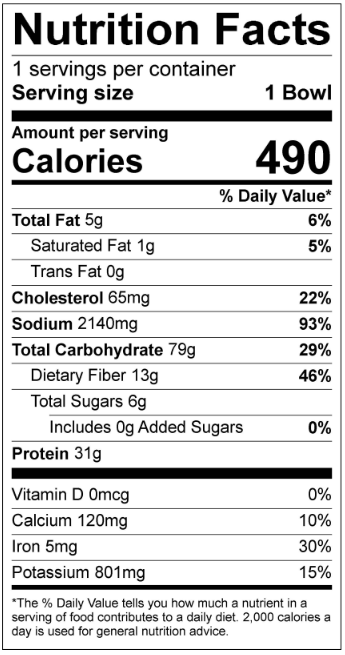 Nutrition Facts
1 servings per container
Serving size 1 Bowl
Amount per serving
Calories 490
% Daily Value*
Total Fat 5g 6%
Saturated Fat 1g 5%
Trans Fat 0g
Cholesterol 65mg 22%
Sodium 2140mg 93%
Total Carbohydrate 79g 29%
Dietary Fiber 13g 46%
Total Sugars 6g
Includes 0g Added Sugars 0%
Protein 31g
Vitamin D 0mcg 0%
Calcium 120mg 10%
Iron 5mg 30%
Potassium 801mg 15%
*The % Daily Value tells you how much a nutrient in a
serving of food contributes to a daily diet. 2,000 calories a
day is used for general nutrition advice.